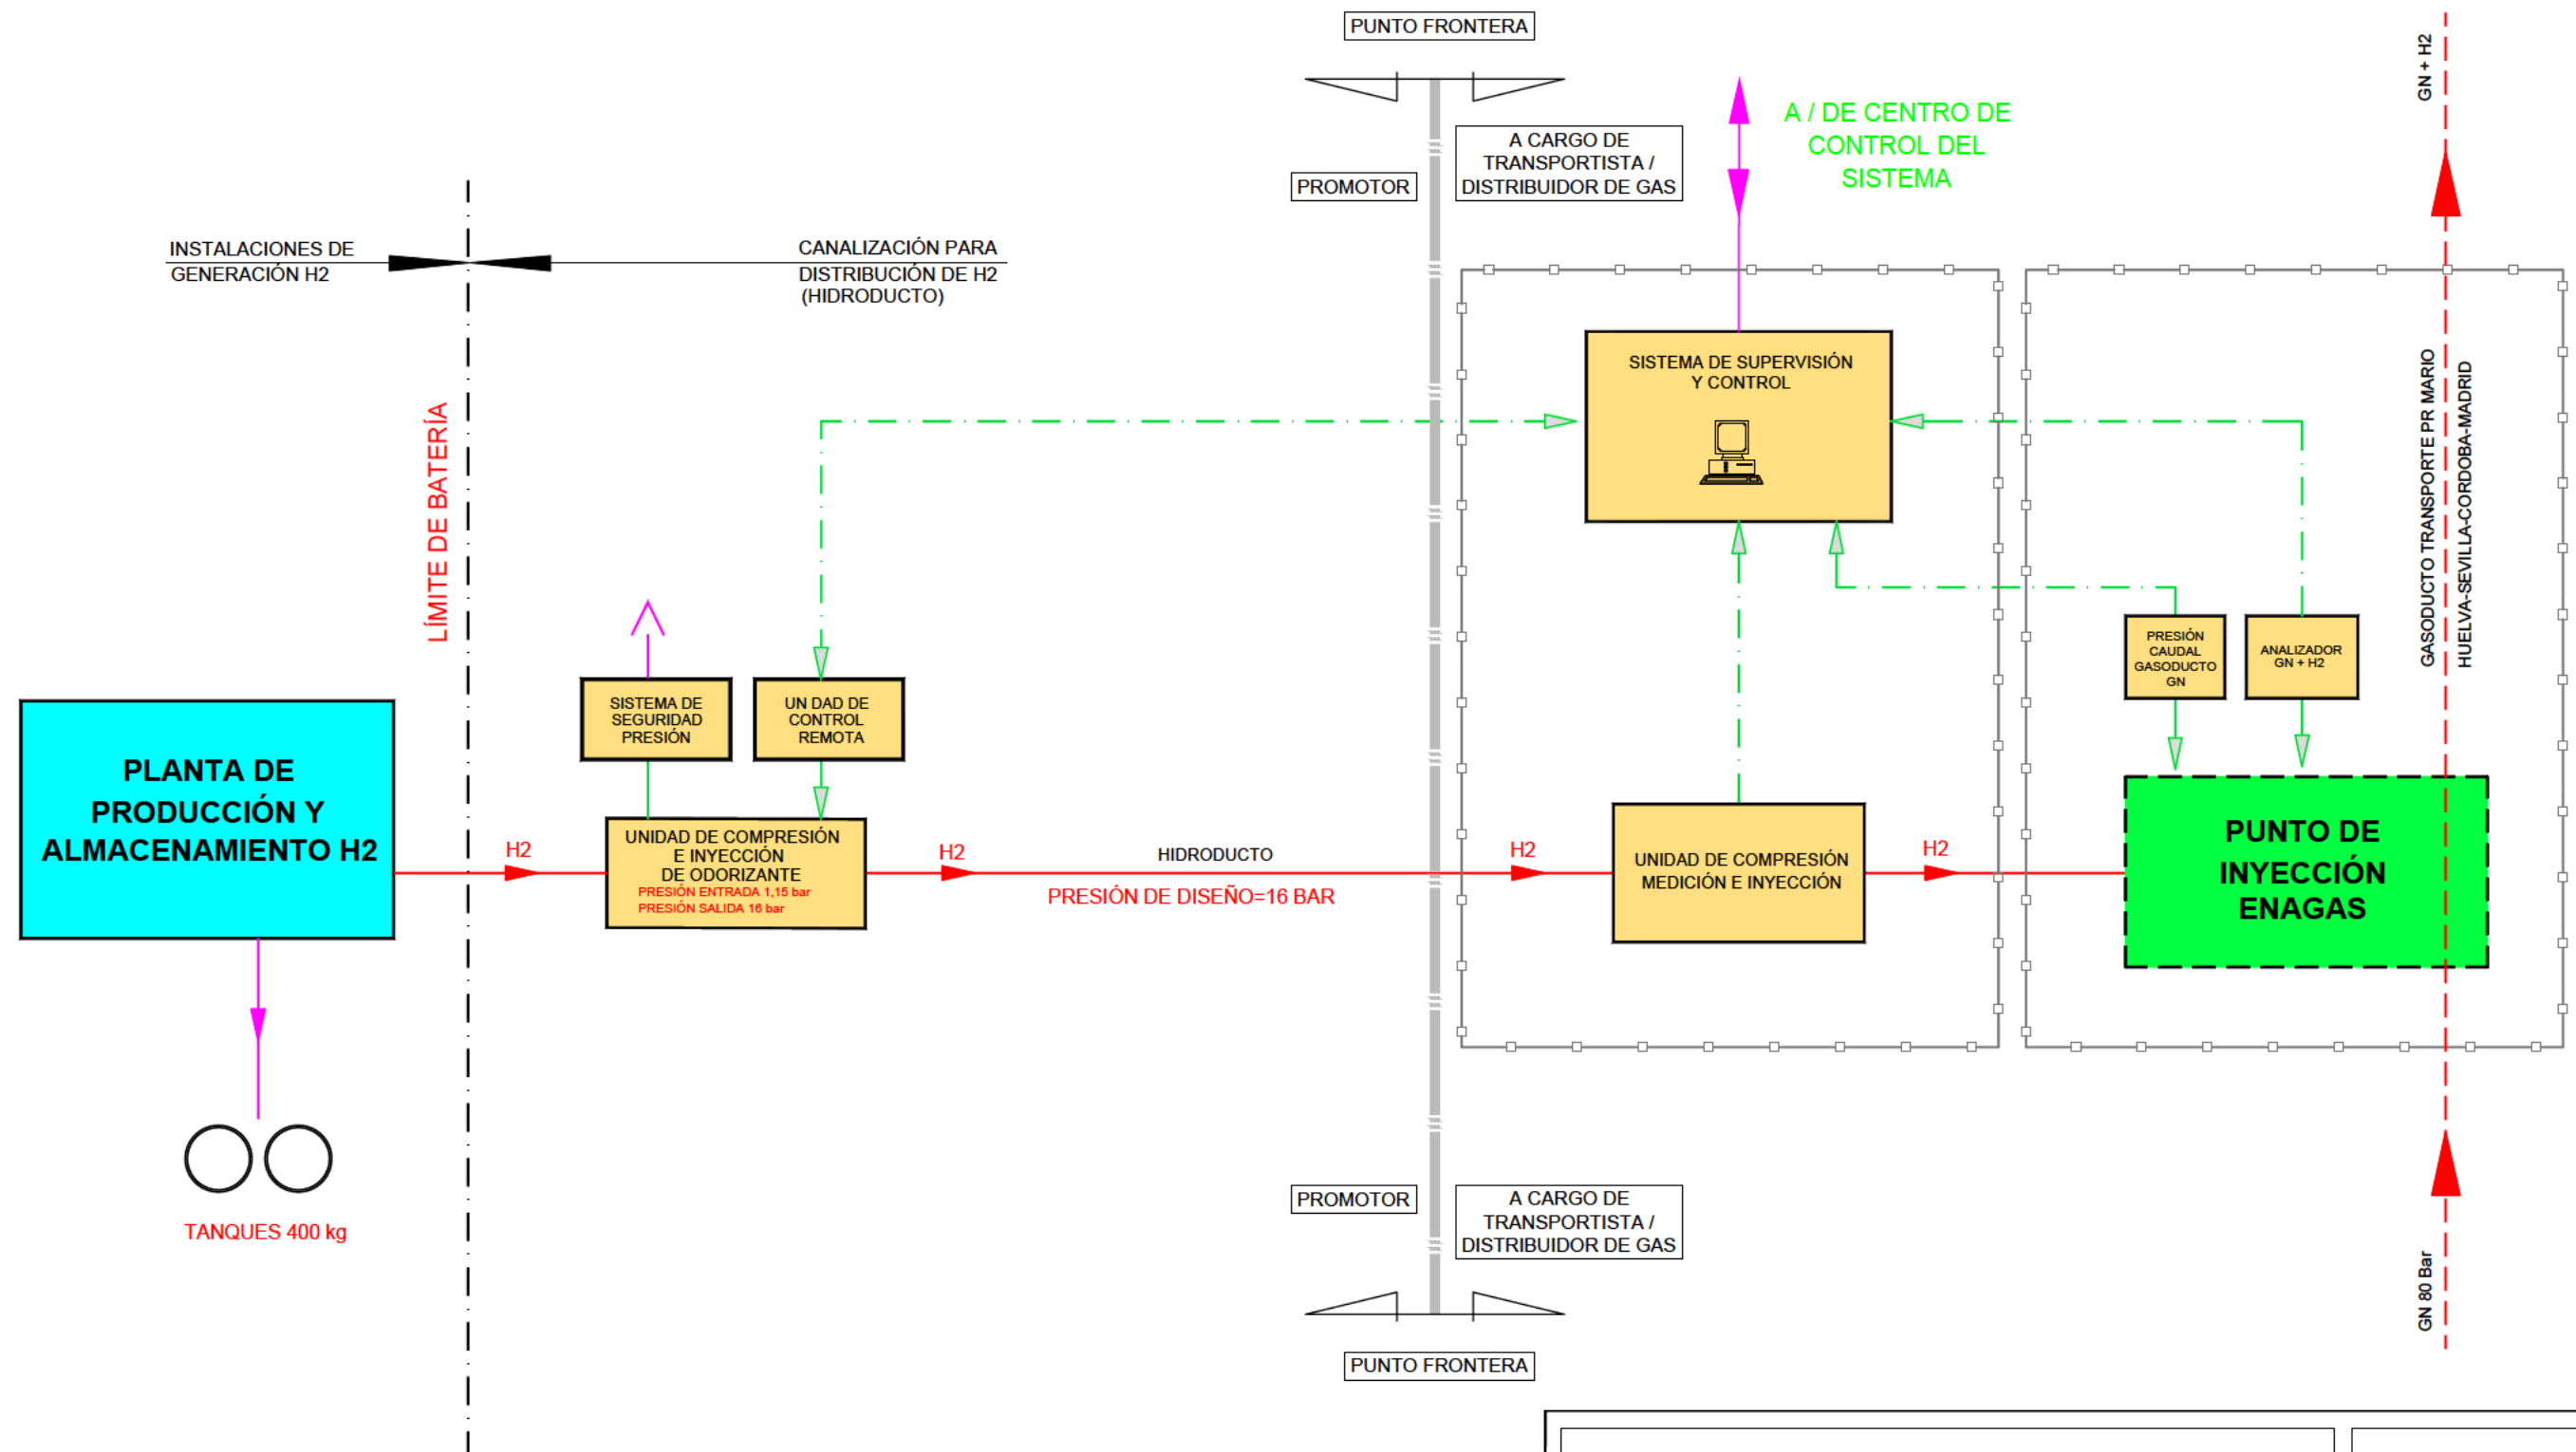 PUNTO FRONTERA
GN + H2
A / DE CENTRO DE
CONTROL DEL
SISTEMA
A CARGO DE
TRANSPORTISTA /
DISTRIBUIDOR DE GAS
PROMOTOR
INSTALACIONES DE
GENERACIÓN H2
CANALIZACIÓN PARA
DISTRIBUCIÓN DE H2
(HIDRODUCTO)
LÍMITE DE BATERÍA
SISTEMA DE SUPERVISIÓN
Y CONTROL
GASODUCTO TRANSPORTE PR MARIO
HUELVA-SEVILLA-CORDOBA-MADRID
PRESIÓN
CAUDAL
GASODUCTO
GN
ANALIZADOR
GN + H2
SISTEMA DE
SEGURIDAD
PRESIÓN
UN DAD DE
CONTROL
REMOTA
PLANTA DE
PRODUCCIÓN Y
ALMACENAMIENTO H2
H2
UNIDAD DE COMPRESIÓN
E INYECCIÓN
DE ODORIZANTE
PRESIÓN ENTRADA 1,15 bar
PRESIÓN SALIDA 16 bar
H2
HIDRODUCTO
PRESIÓN DE DISEÑO=16 BAR
H2
UNIDAD DE COMPRESIÓN
MEDICIÓN E INYECCIÓN
H2
PUNTO DE
INYECCIÓN
ENAGAS
TANQUES 400 kg
PROMOTOR
A CARGO DE
TRANSPORTISTA /
DISTRIBUIDOR DE GAS
GN 80 Bar
PUNTO FRONTERA